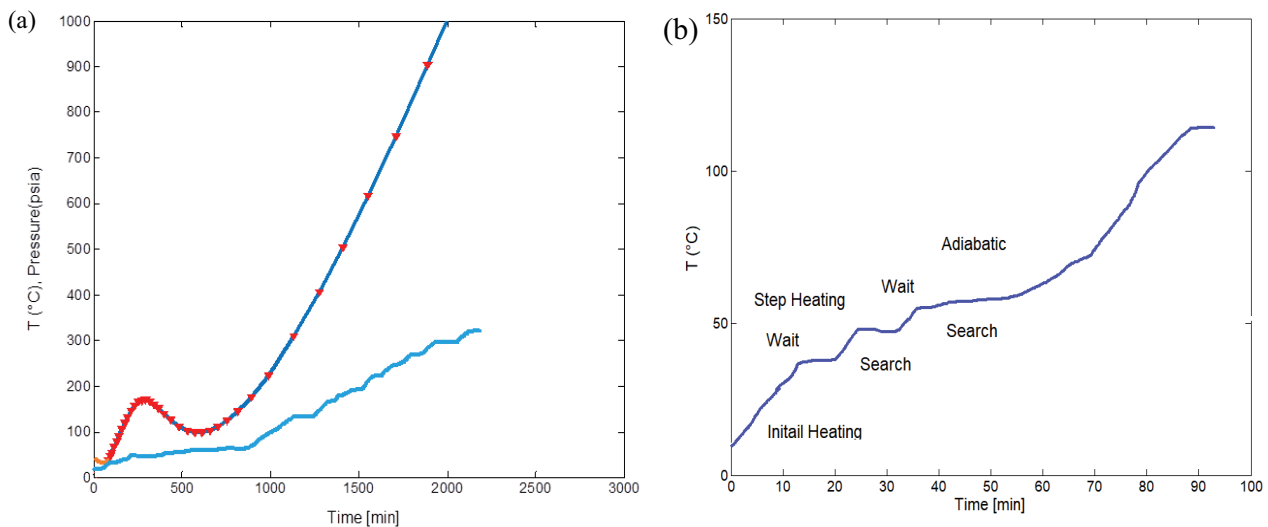 (a)
1000
900
800
700
600
500
400
300
200
100
0
T (°C), Pressure(psia)
0 500 1000 1500 2000 2500 3000
Time [min]
(b)
150
100
50
0
T (°C)
Adiabatic
Wait
Step Heating
Wait
Search
Search
Initail Heating
0 10 20 30 40 50 60 70 80 90 100
Time [min]